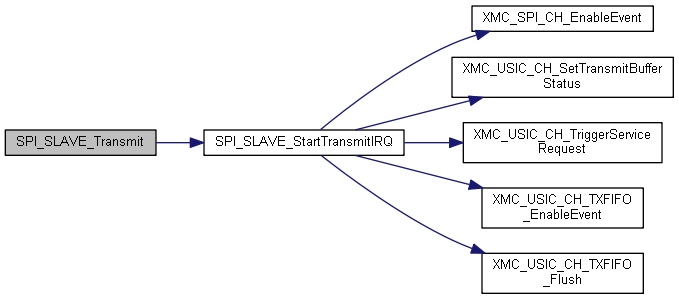 XMC_SPI_CH_EnableEvent
XMC_USIC_CH_SetTransmitBuffer
Status
SPI_SLAVE_Transmit
SPI_SLAVE_StartTransmitIRQ
XMC_USIC_CH_TriggerService
Request
XMC_USIC_CH_TXFIFO
_EnableEvent
XMC_USIC_CH_TXFIFO
_Flush